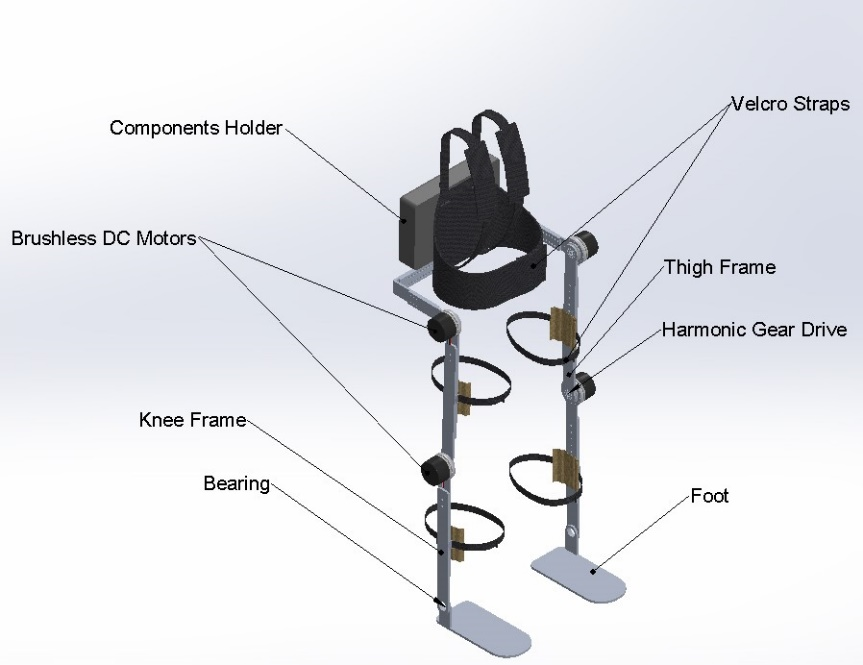 Velcro Straps
Components Holder
Brushless DC Motors
Thigh Frame
Harmonic Gear Drive
Knee Frame
Bearing
Foot